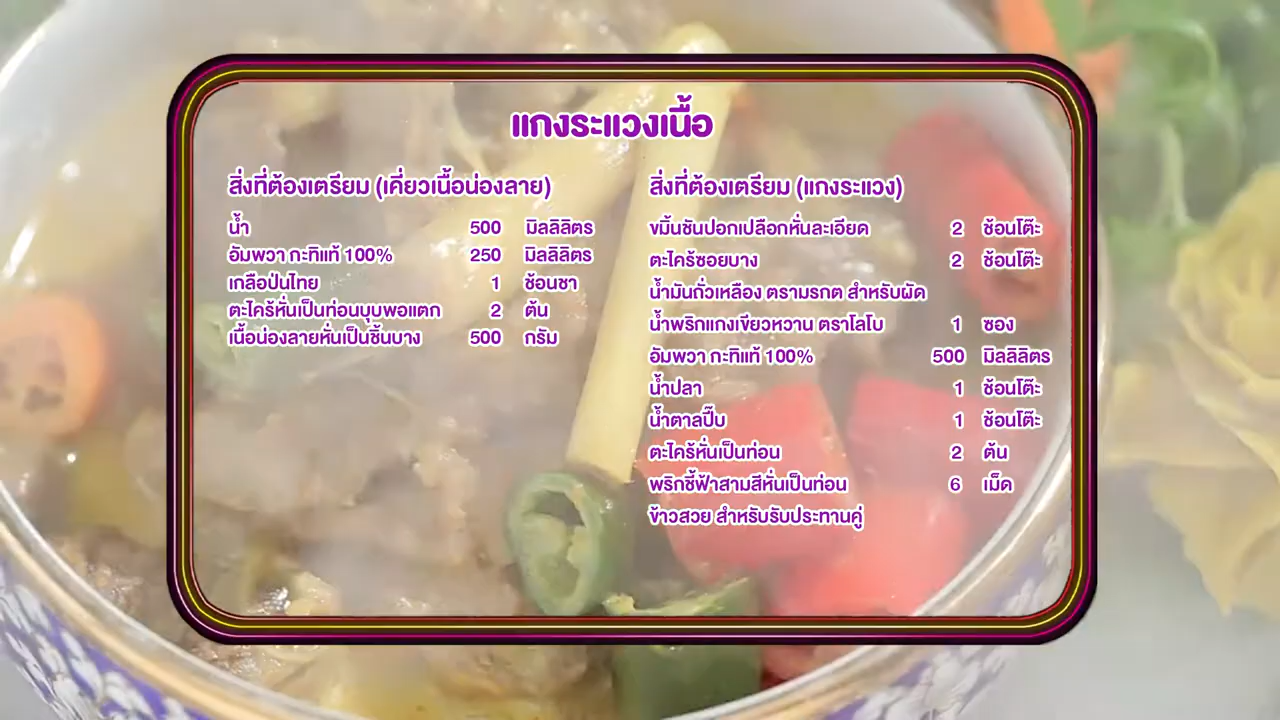 แกงระแวงเนื้อ
สิ่งที่ต้องเตรียม (เคี่ยวเนื้อน่องลาย)
น้ำ 500 มิลลิลิตร
อัมพวา กะทิแท้ 100% 250 มิลลิลิตร
เกลือป่นไทย 1 ช้อนชา
ตะไคร้หั่นเป็นท่อนบุบพอแตก 2 ต้น
เนื้อน่องลายหั่นเป็นชิ้นบาง 500 กรัม
สิ่งที่ต้องเตรียม (แกงระแวง)
ขมิ้นชันปอกเปลือกหั่นละเอียด 2 ช้อนโต๊ะ
ตะไคร้ซอยบาง 2 ช้อนโต๊ะ
น้ำมันถั่วเหลือง ตรามรกต สำหรับผัด
น้ำพริกแกงเขียวหวาน ตราโลโบ 1 ซอง
อัมพวา กะทิแท้ 100% 500 มิลลิลิตร
น้ำปลา 1 ช้อนโต๊ะ
น้ำตาลปี๊บ 1 ช้อนโต๊ะ
ตะไคร้หั่นเป็นท่อน 2 ต้น
พริกชี้ฟ้าสามสีหั่นเป็นท่อน 6 เม็ด
ข้าวสวย สำหรับรับประทานคู่